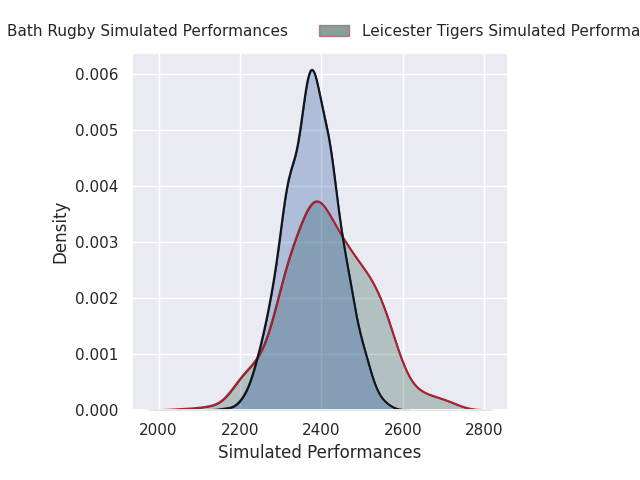 Bath Rugby Simulated Performances Leicester Tigers Simulated Performa
0.006
0.005
0.004
0.003
0.002
0.001
0.000
Density
2000 2200 2400 2600 2800
Simulated Performances